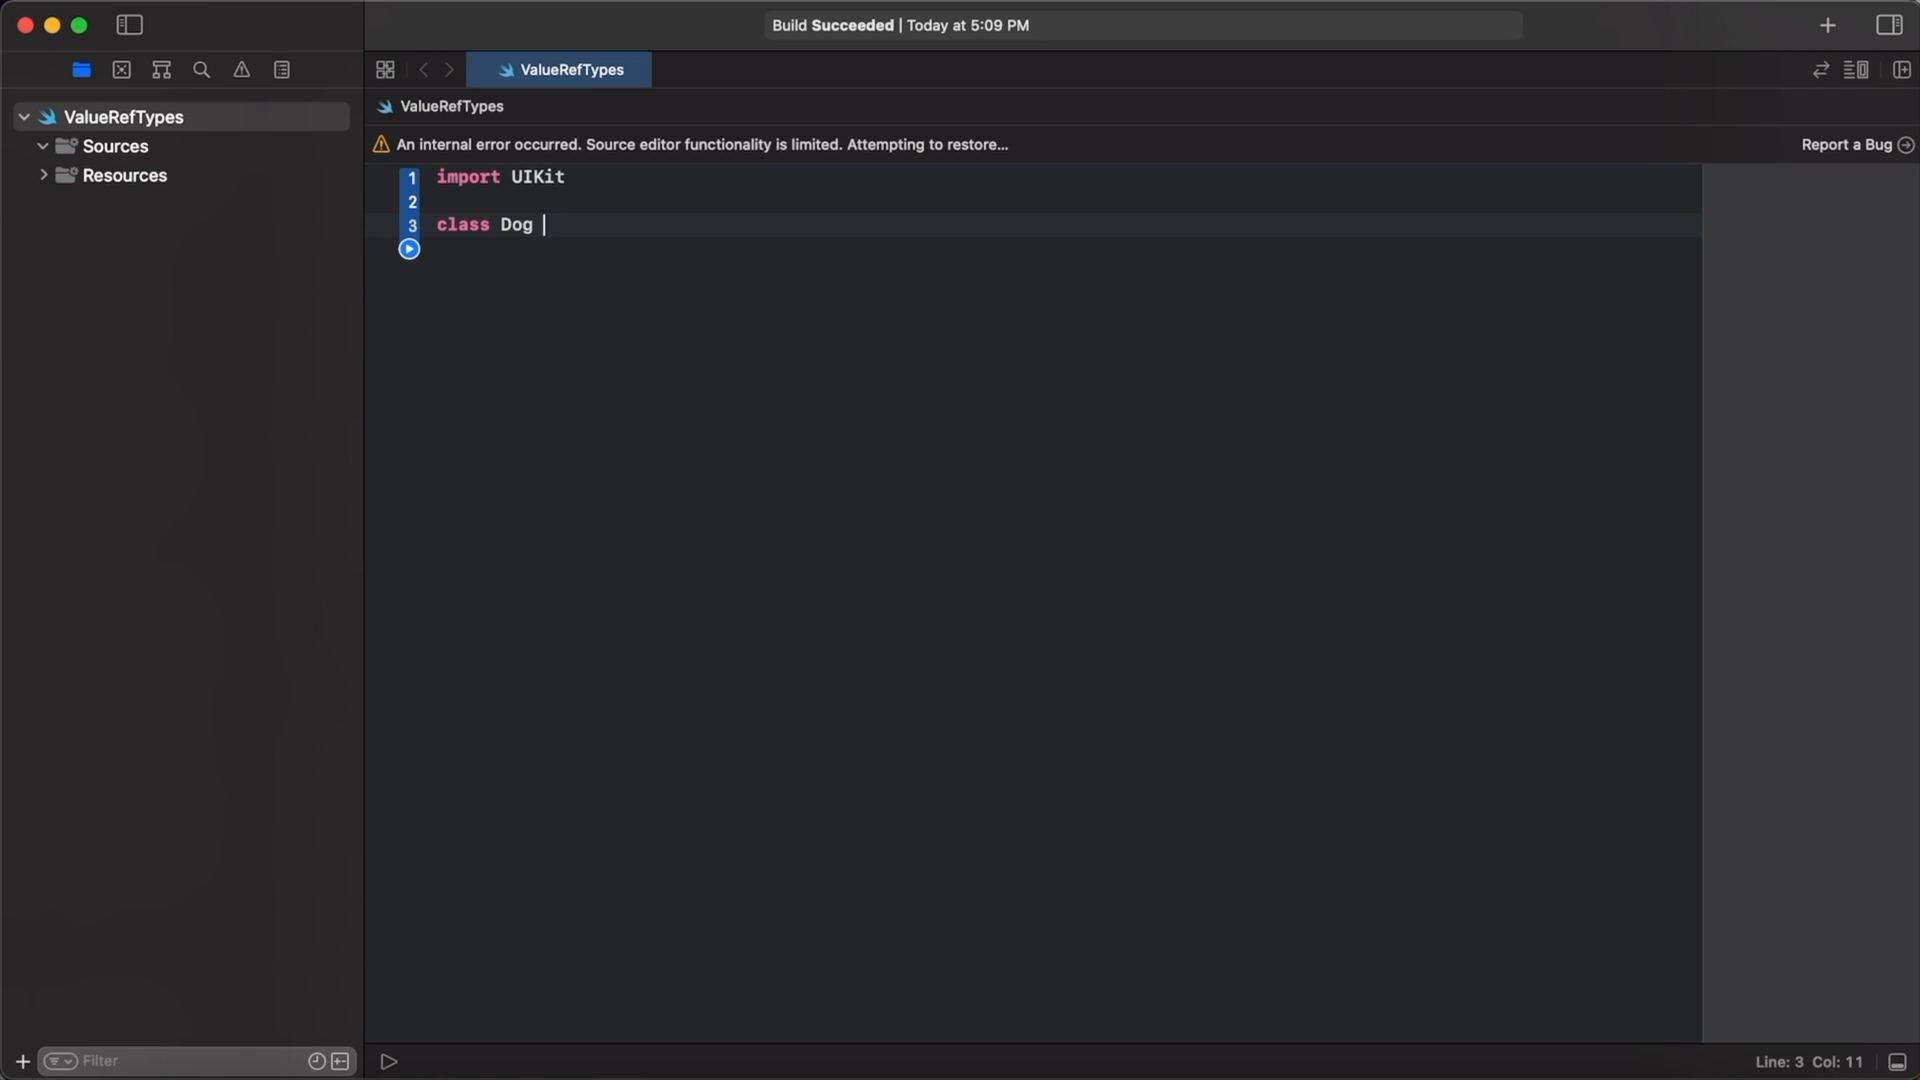 Build Succeeded | Today at 5:09 PM
ValueRefTypes
ValueRefTypes
ValueRefTypes
Sources
An internal error occurred. Source editor functionality is limited. Attempting to restore...
Report a Bug
Resources
1 import UIKit
2
3 class Dog
Filter
Line: 3 Col: 11